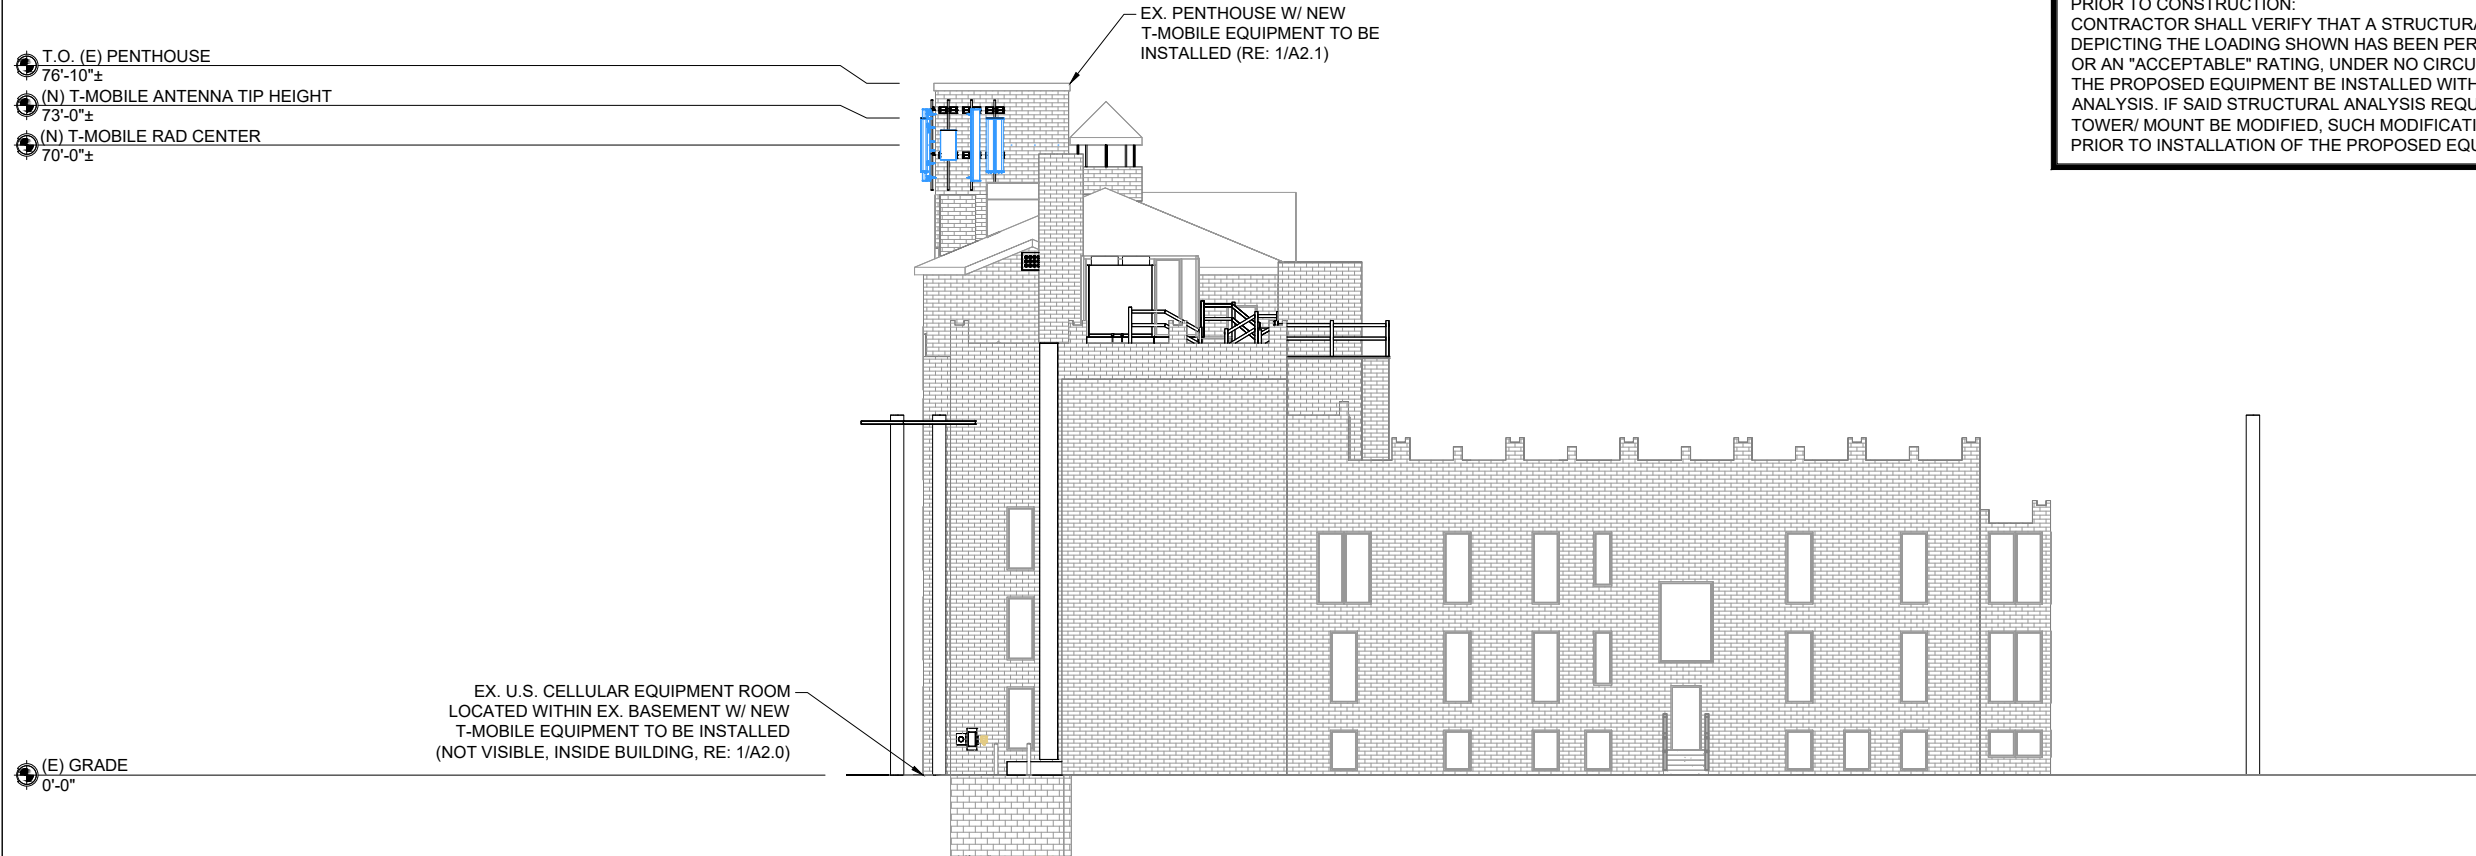 EX. PENTHOUSE W/ NEW
T-MOBILE EQUIPMENT TO BE
INSTALLED (RE: 1/A2.1)
T.O. (E) PENTHOUSE
76'-10"±
(N) T-MOBILE ANTENNA TIP HEIGHT
73'-0"±
(N) T-MOBILE RAD CENTER
70'-0"±
PRIOR TO CONSTRUCTION:
CONTRACTOR SHALL VERIFY THAT A STRUCTURA
DEPICTING THE LOADING SHOWN HAS BEEN PER
OR AN "ACCEPTABLE" RATING, UNDER NO CIRCU
THE PROPOSED EQUIPMENT BE INSTALLED WITH
ANALYSIS. IF SAID STRUCTURAL ANALYSIS REQU
TOWER/ MOUNT BE MODIFIED, SUCH MODIFICATI
PRIOR TO INSTALLATION OF THE PROPOSED EQU
EX. U.S. CELLULAR EQUIPMENT ROOM
LOCATED WITHIN EX. BASEMENT W/ NEW
T-MOBILE EQUIPMENT TO BE INSTALLED
(NOT VISIBLE, INSIDE BUILDING, RE: 1/A2.0)
(E) GRADE
0'-0"